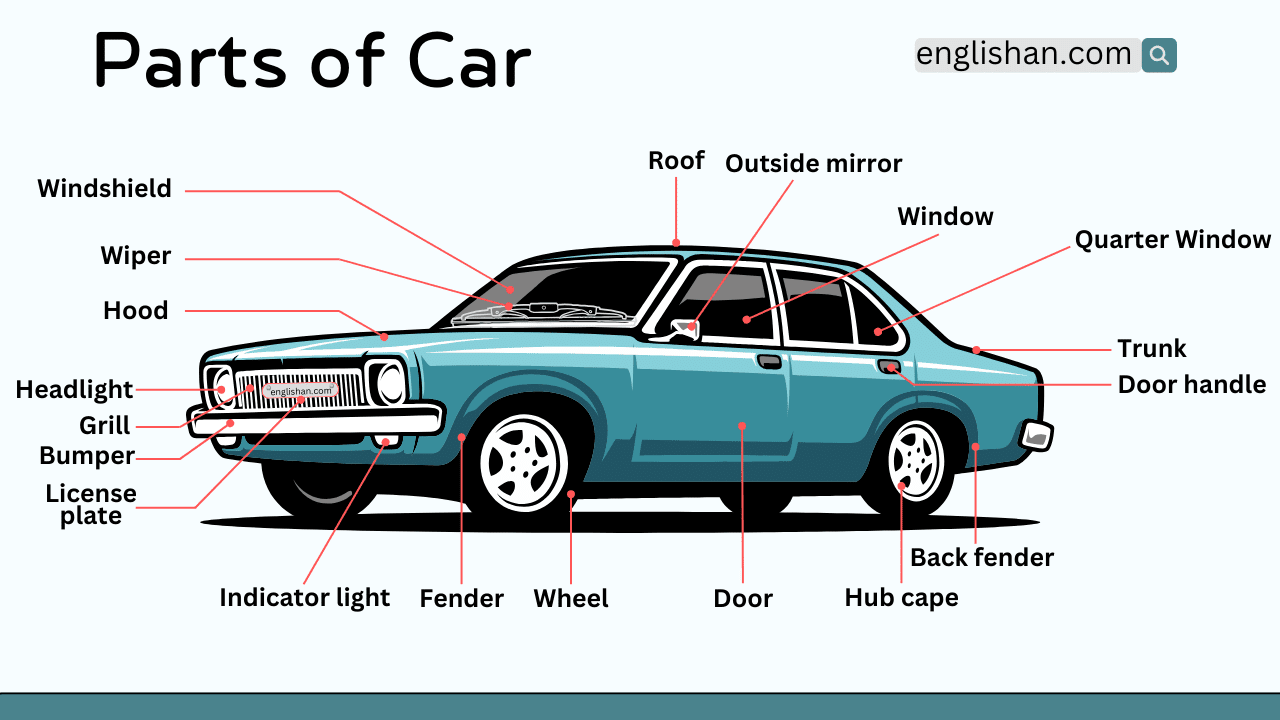 Parts of Car
englishan.com
Roof
Outside mirror
Windshield
Window
Quarter Window
Wiper
Hood
Trunk
Door handle
Headlight
englishan.com
Grill
Bumper
License
plate
Back fender
Indicator light
Fender
Wheel
Door
Hub cape